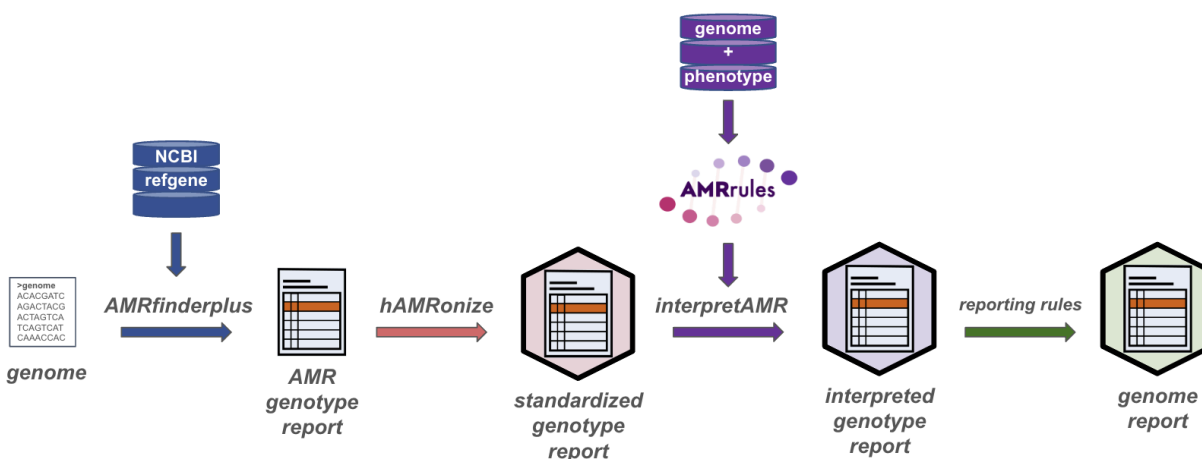 genome
+
phenotype
NCBI
refgene
AMRrules
>genome
ACACGATC
AGACTACG
ACTAGTCA
TCAGTCAT
CAAACCAC
AMRfinderplus
hAMRonize
interpretAMR
reporting rules
genome
AMR
genotype
report
standardized
genotype
report
interpreted
genotype
report
genome
report